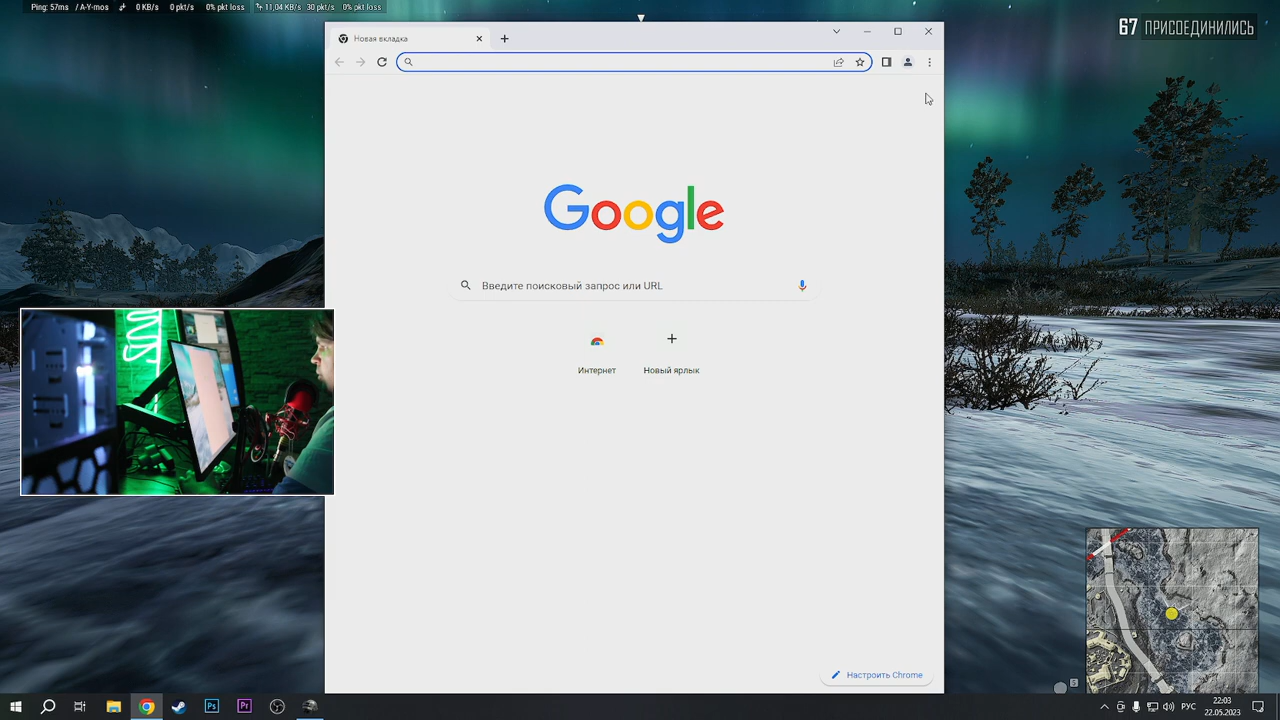 Ping: 57ms / A-Y-mos 0 KB/s 0 pkt/s 0% pkt loss 11,04 KB/s 30 pkt/s 0% pkt loss
67 ПРИСОЕДИНИЛИСЬ
Новая вкладка
Google
Введите поисковый запрос или URL
Интернет
Новый ярлык
Настроить Chrome
S
Ps
Pr
РУС
22:03
22.05.2023